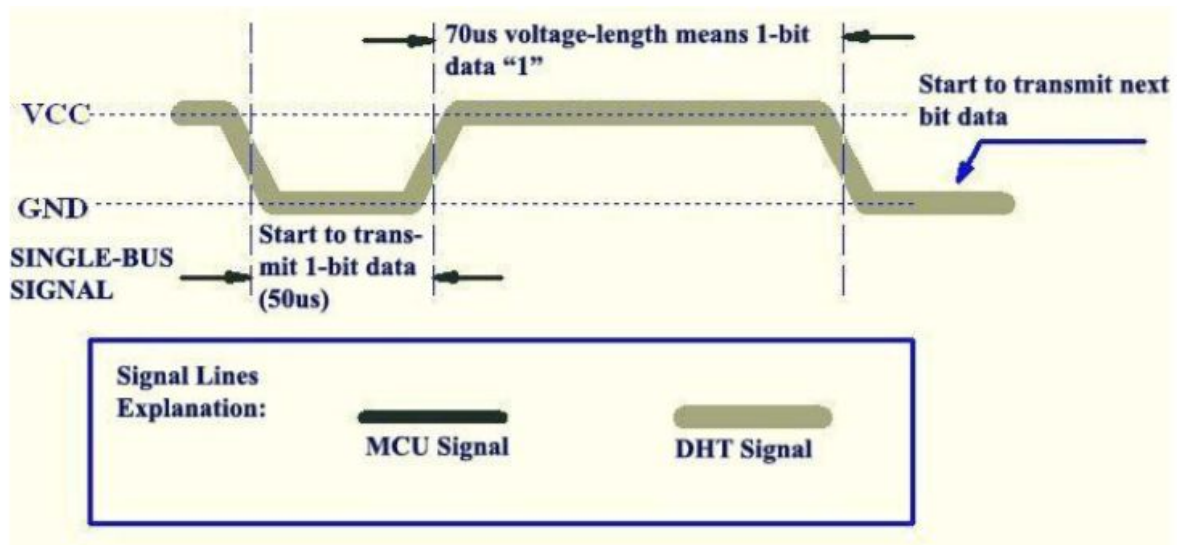 70us voltage-length means 1-bit
data “1”
Start to transmit next
bit data
VCC
GND
Start to trans-
mit 1-bit data
(50us)
SINGLE-BUS
SIGNAL
Signal Lines
Explanation:
MCU Signal
DHT Signal